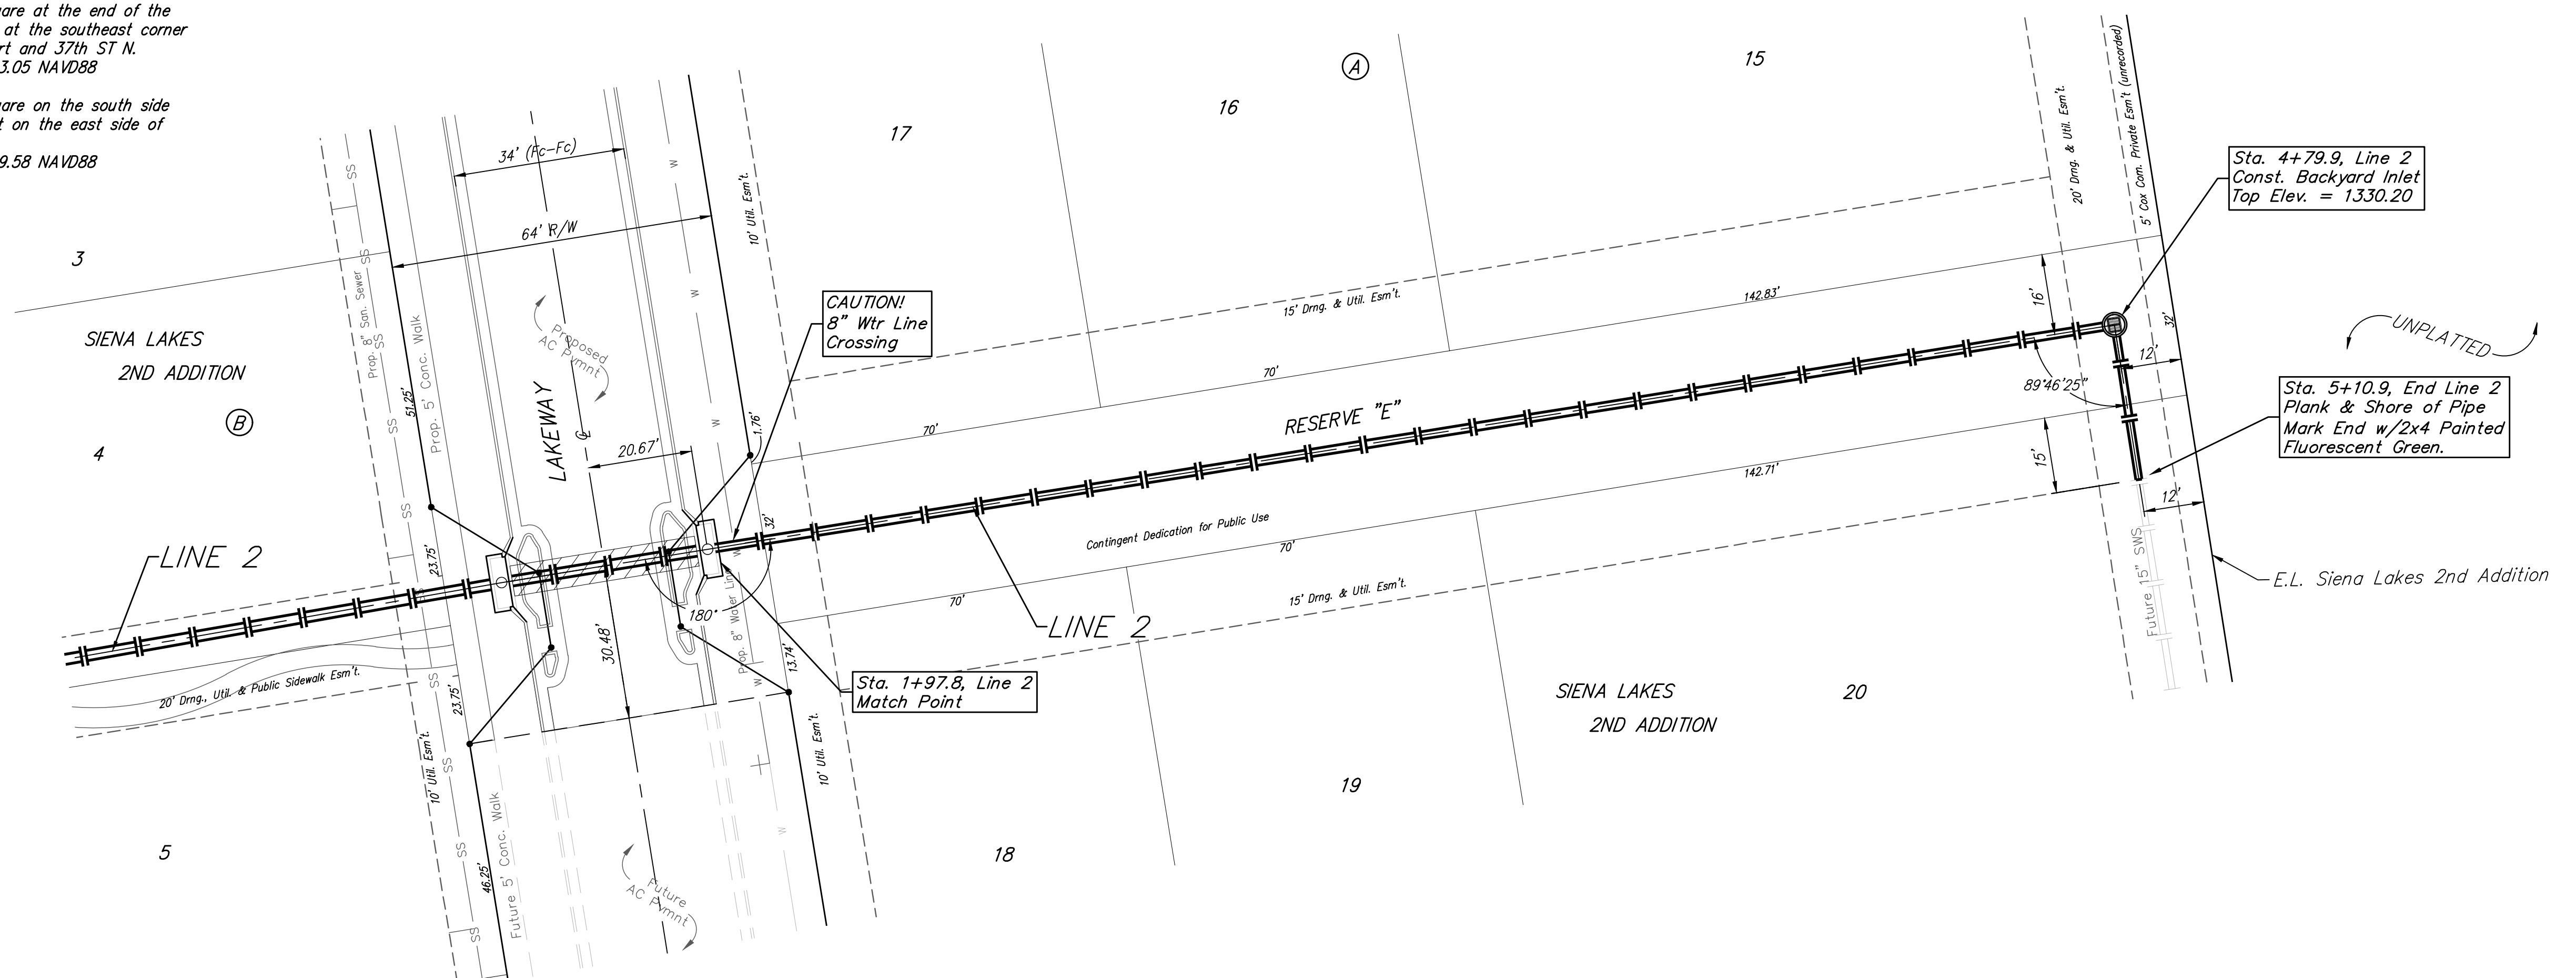 are at the end of the
at the southeast corner
rt and 37th ST N.
3.05 NAVD88
are on the south side
t on the east side of
9.58 NAVD88
15
A
16
17
3
34' (Fc-Fc)
64' R/W
10' Util. Esm't.
20' Drng. & Util. Esm't.
5' Cox Com. Private Esm't (unrecorded)
Sta. 4+79.9, Line 2
Const. Backyard Inlet
Top Elev. = 1330.20
SS
SS
SS
SS
SS
SS
SS
SS
SS
SS
W
W
W
W
W
W
W
Prop. 8" San. Sewer
Prop. 5' Conc. Walk
51.25'
SIENA LAKES
2ND ADDITION
B
4
Proposed
AC Pvmnt
LAKEWAY
℄
CAUTION!
8" Wtr Line
Crossing
15' Drng. & Util. Esm't.
142.83'
16'
32'
12'
UNPLATTED
89°46'25"
1.76'
20.67'
70'
70'
RESERVE "E"
Sta. 5+10.9, End Line 2
Plank & Shore of Pipe
Mark End w/2x4 Painted
Fluorescent Green.
142.71'
15'
12'
32'
Contingent Dedication for Public Use
70'
70'
15' Drng. & Util. Esm't.
LINE 2
23.75'
23.75'
180°
30.48'
Prop. 8" Water Line
13.74'
LINE 2
Future 15" SWS
E.L. Siena Lakes 2nd Addition
20' Drng., Util. & Public Sidewalk Esm't.
Sta. 1+97.8, Line 2
Match Point
SIENA LAKES
2ND ADDITION
20
10' Util. Esm't.
10' Util. Esm't.
19
18
5
46.25'
Future 5' Conc. Walk
Future
AC Pvmnt